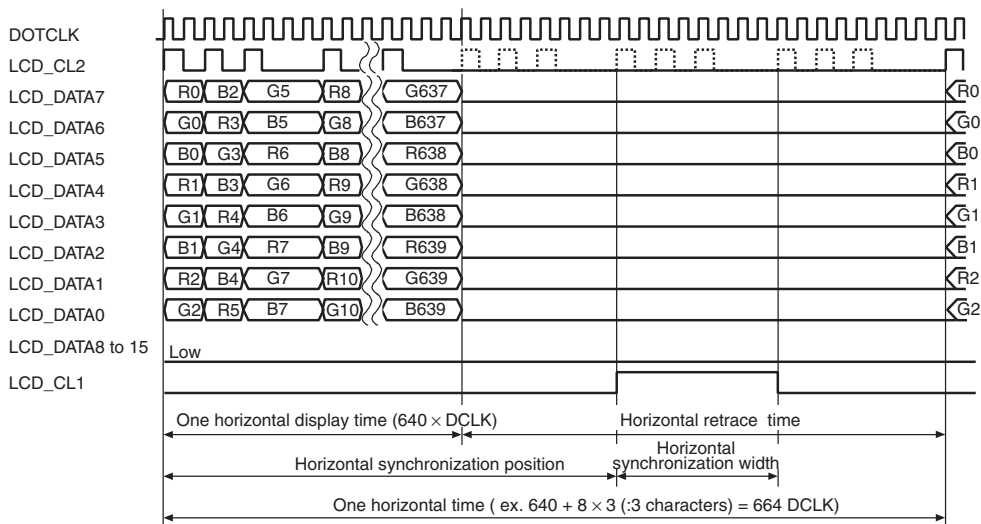 DOTCLK
LCD_CL2
LCD_DATA7 R0 B2 G5 R8 G637 R0
LCD_DATA6 G0 R3 B5 G8 B637 G0
LCD_DATA5 B0 G3 R6 B8 R638 B0
LCD_DATA4 R1 B3 G6 R9 G638 R1
LCD_DATA3 G1 R4 B6 G9 B638 G1
LCD_DATA2 B1 G4 R7 B9 R639 B1
LCD_DATA1 R2 B4 G7 R10 G639 R2
LCD_DATA0 G2 R5 B7 G10 B639 G2
LCD_DATA8 to 15 Low
LCD_CL1
One horizontal display time (640 × DCLK) Horizontal retrace time
Horizontal synchronization position
Horizontal
synchronization width
One horizontal time ( ex. 640 + 8 × 3 (:3 characters) = 664 DCLK)